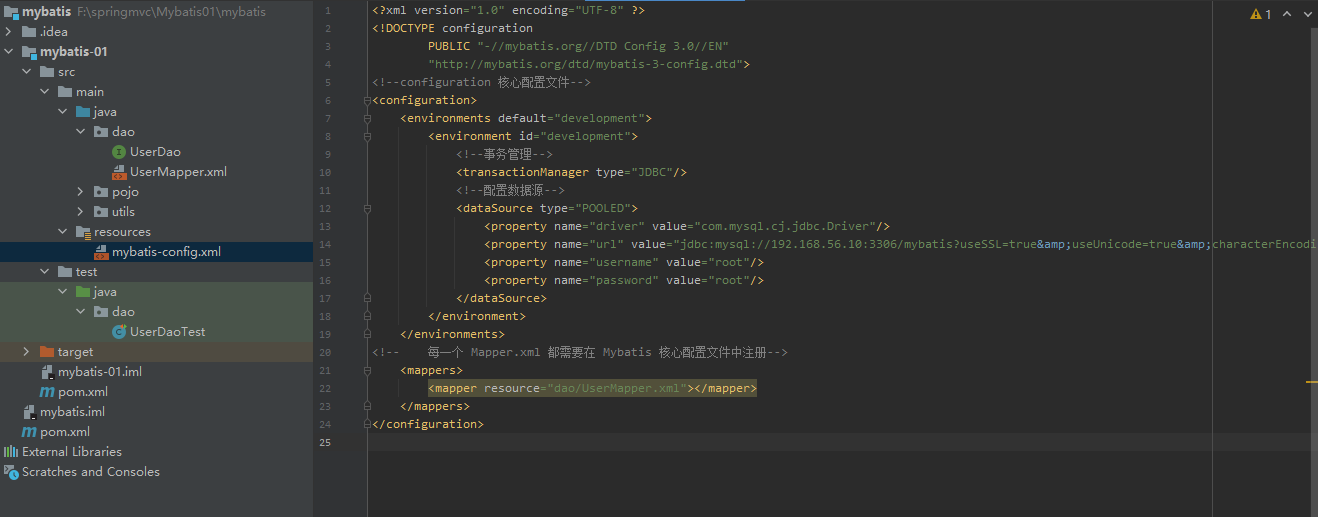 mybatis F:\springmvc\Mybatis01\mybatis
.idea
mybatis-01
src
main
java
dao
UserDao
UserMapper.xml
pojo
utils
resources
mybatis-config.xml
test
java
dao
UserDaoTest
target
mybatis-01.iml
pom.xml
mybatis.iml
pom.xml
External Libraries
Scratches and Consoles
1 <?xml version="1.0" encoding="UTF-8" ?>
2 <!DOCTYPE configuration
3 PUBLIC "-//mybatis.org//DTD Config 3.0//EN"
4 "http://mybatis.org/dtd/mybatis-3-config.dtd">
5 <!--configuration 核心配置文件-->
6 <configuration>
7 <environments default="development">
8 <environment id="development">
9 <!--事务管理-->
10 <transactionManager type="JDBC"/>
11 <!--配置数据源-->
12 <dataSource type="POOLED">
13 <property name="driver" value="com.mysql.cj.jdbc.Driver"/>
14 <property name="url" value="jdbc:mysql://192.168.56.10:3306/mybatis?useSSL=true&amp;useUnicode=true&amp;characterEncodi
15 <property name="username" value="root"/>
16 <property name="password" value="root"/>
17 </dataSource>
18 </environment>
19 </environments>
20 <!-- 每一个 Mapper.xml 都需要在 Mybatis 核心配置文件中注册-->
21 <mappers>
22 <mapper resource="dao/UserMapper.xml"></mapper>
23 </mappers>
24 </configuration>
25
1